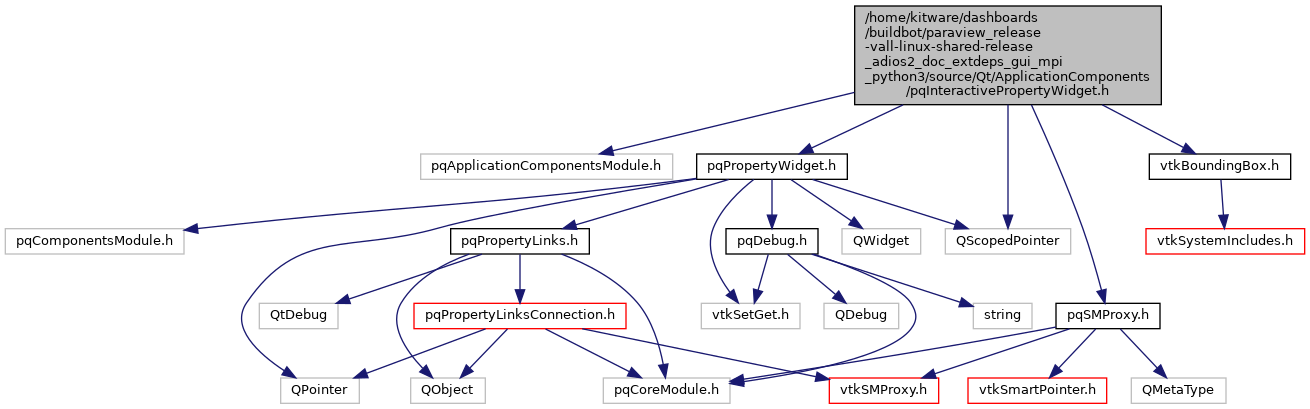 /home/kitware/dashboards
/buildbot/paraview_release
-vall-linux-shared-release
_adios2_doc_extdeps_gui_mpi
_python3/source/Qt/ApplicationComponents
/pqInteractivePropertyWidget.h
pqApplicationComponentsModule.h
pqPropertyWidget.h
vtkBoundingBox.h
pqComponentsModule.h
pqPropertyLinks.h
pqDebug.h
QWidget
QScopedPointer
vtkSystemIncludes.h
QtDebug
pqPropertyLinksConnection.h
vtkSetGet.h
QDebug
string
pqSMProxy.h
QPointer
QObject
pqCoreModule.h
vtkSMProxy.h
vtkSmartPointer.h
QMetaType